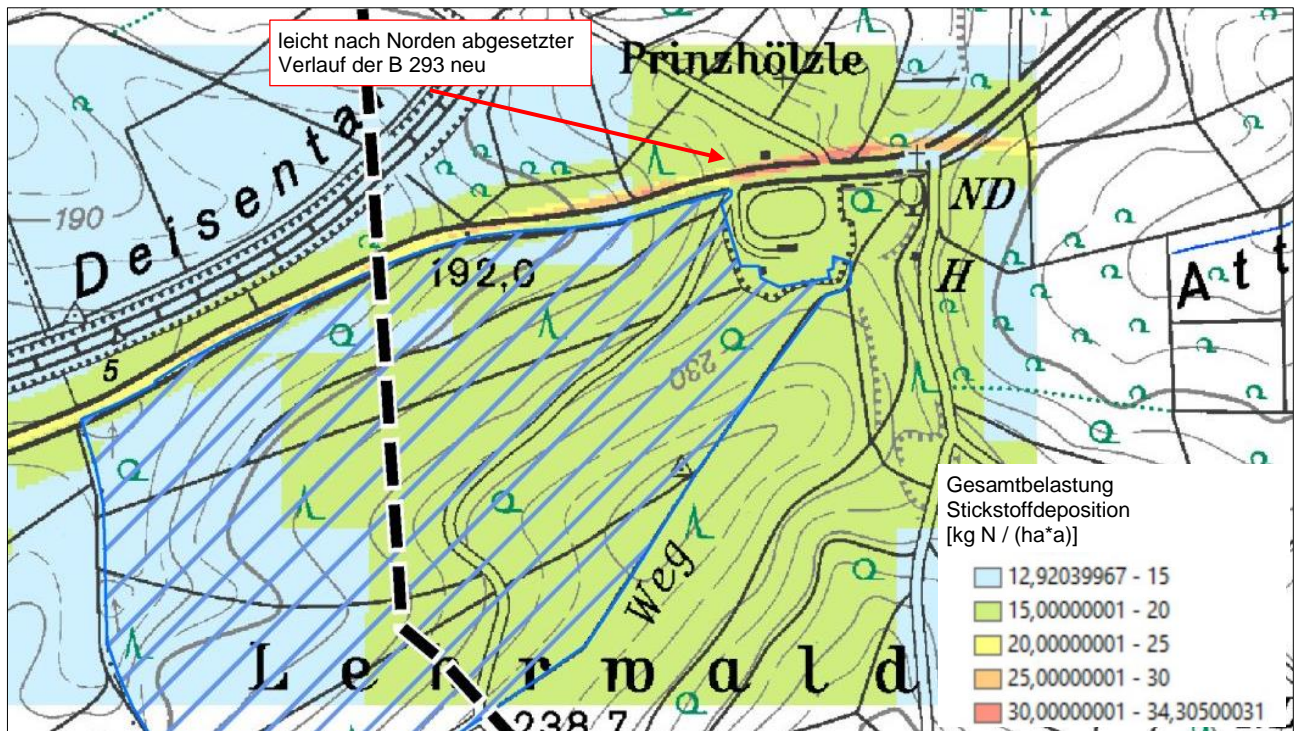 leicht nach Norden abgesetzter
Verlauf der B 293 neu
Prinzhölzle
Deisental
190
ND
192,0
H
Att
5
230
Weg
Lehrwald
238,7
Gesamtbelastung
Stickstoffdeposition
[kg N / (ha*a)]
12,92039967 - 15
15,00000001 - 20
20,00000001 - 25
25,00000001 - 30
30,00000001 - 34,30500031